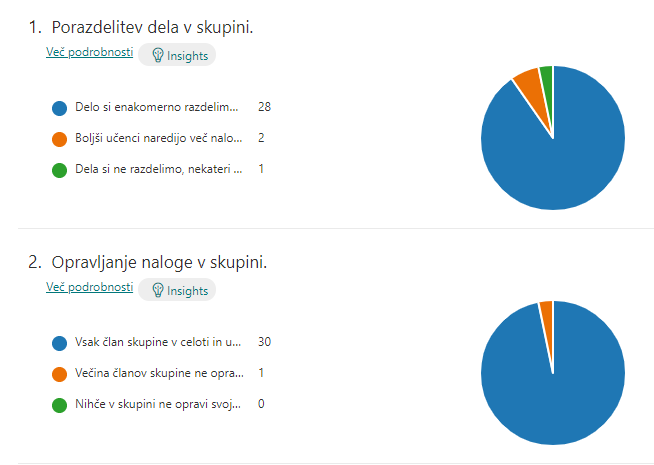 1. Porazdelitev dela v skupini.
Več podrobnosti Insights
Delo si enakomerno razdelim... 28
Boljši učenci naredijo več nalo... 2
Dela si ne razdelimo, nekateri ... 1
2. Opravljanje naloge v skupini.
Več podrobnosti Insights
Vsak član skupine v celoti in u... 30
Večina članov skupine ne opra... 1
Nihče v skupini ne opravi svoj... 0